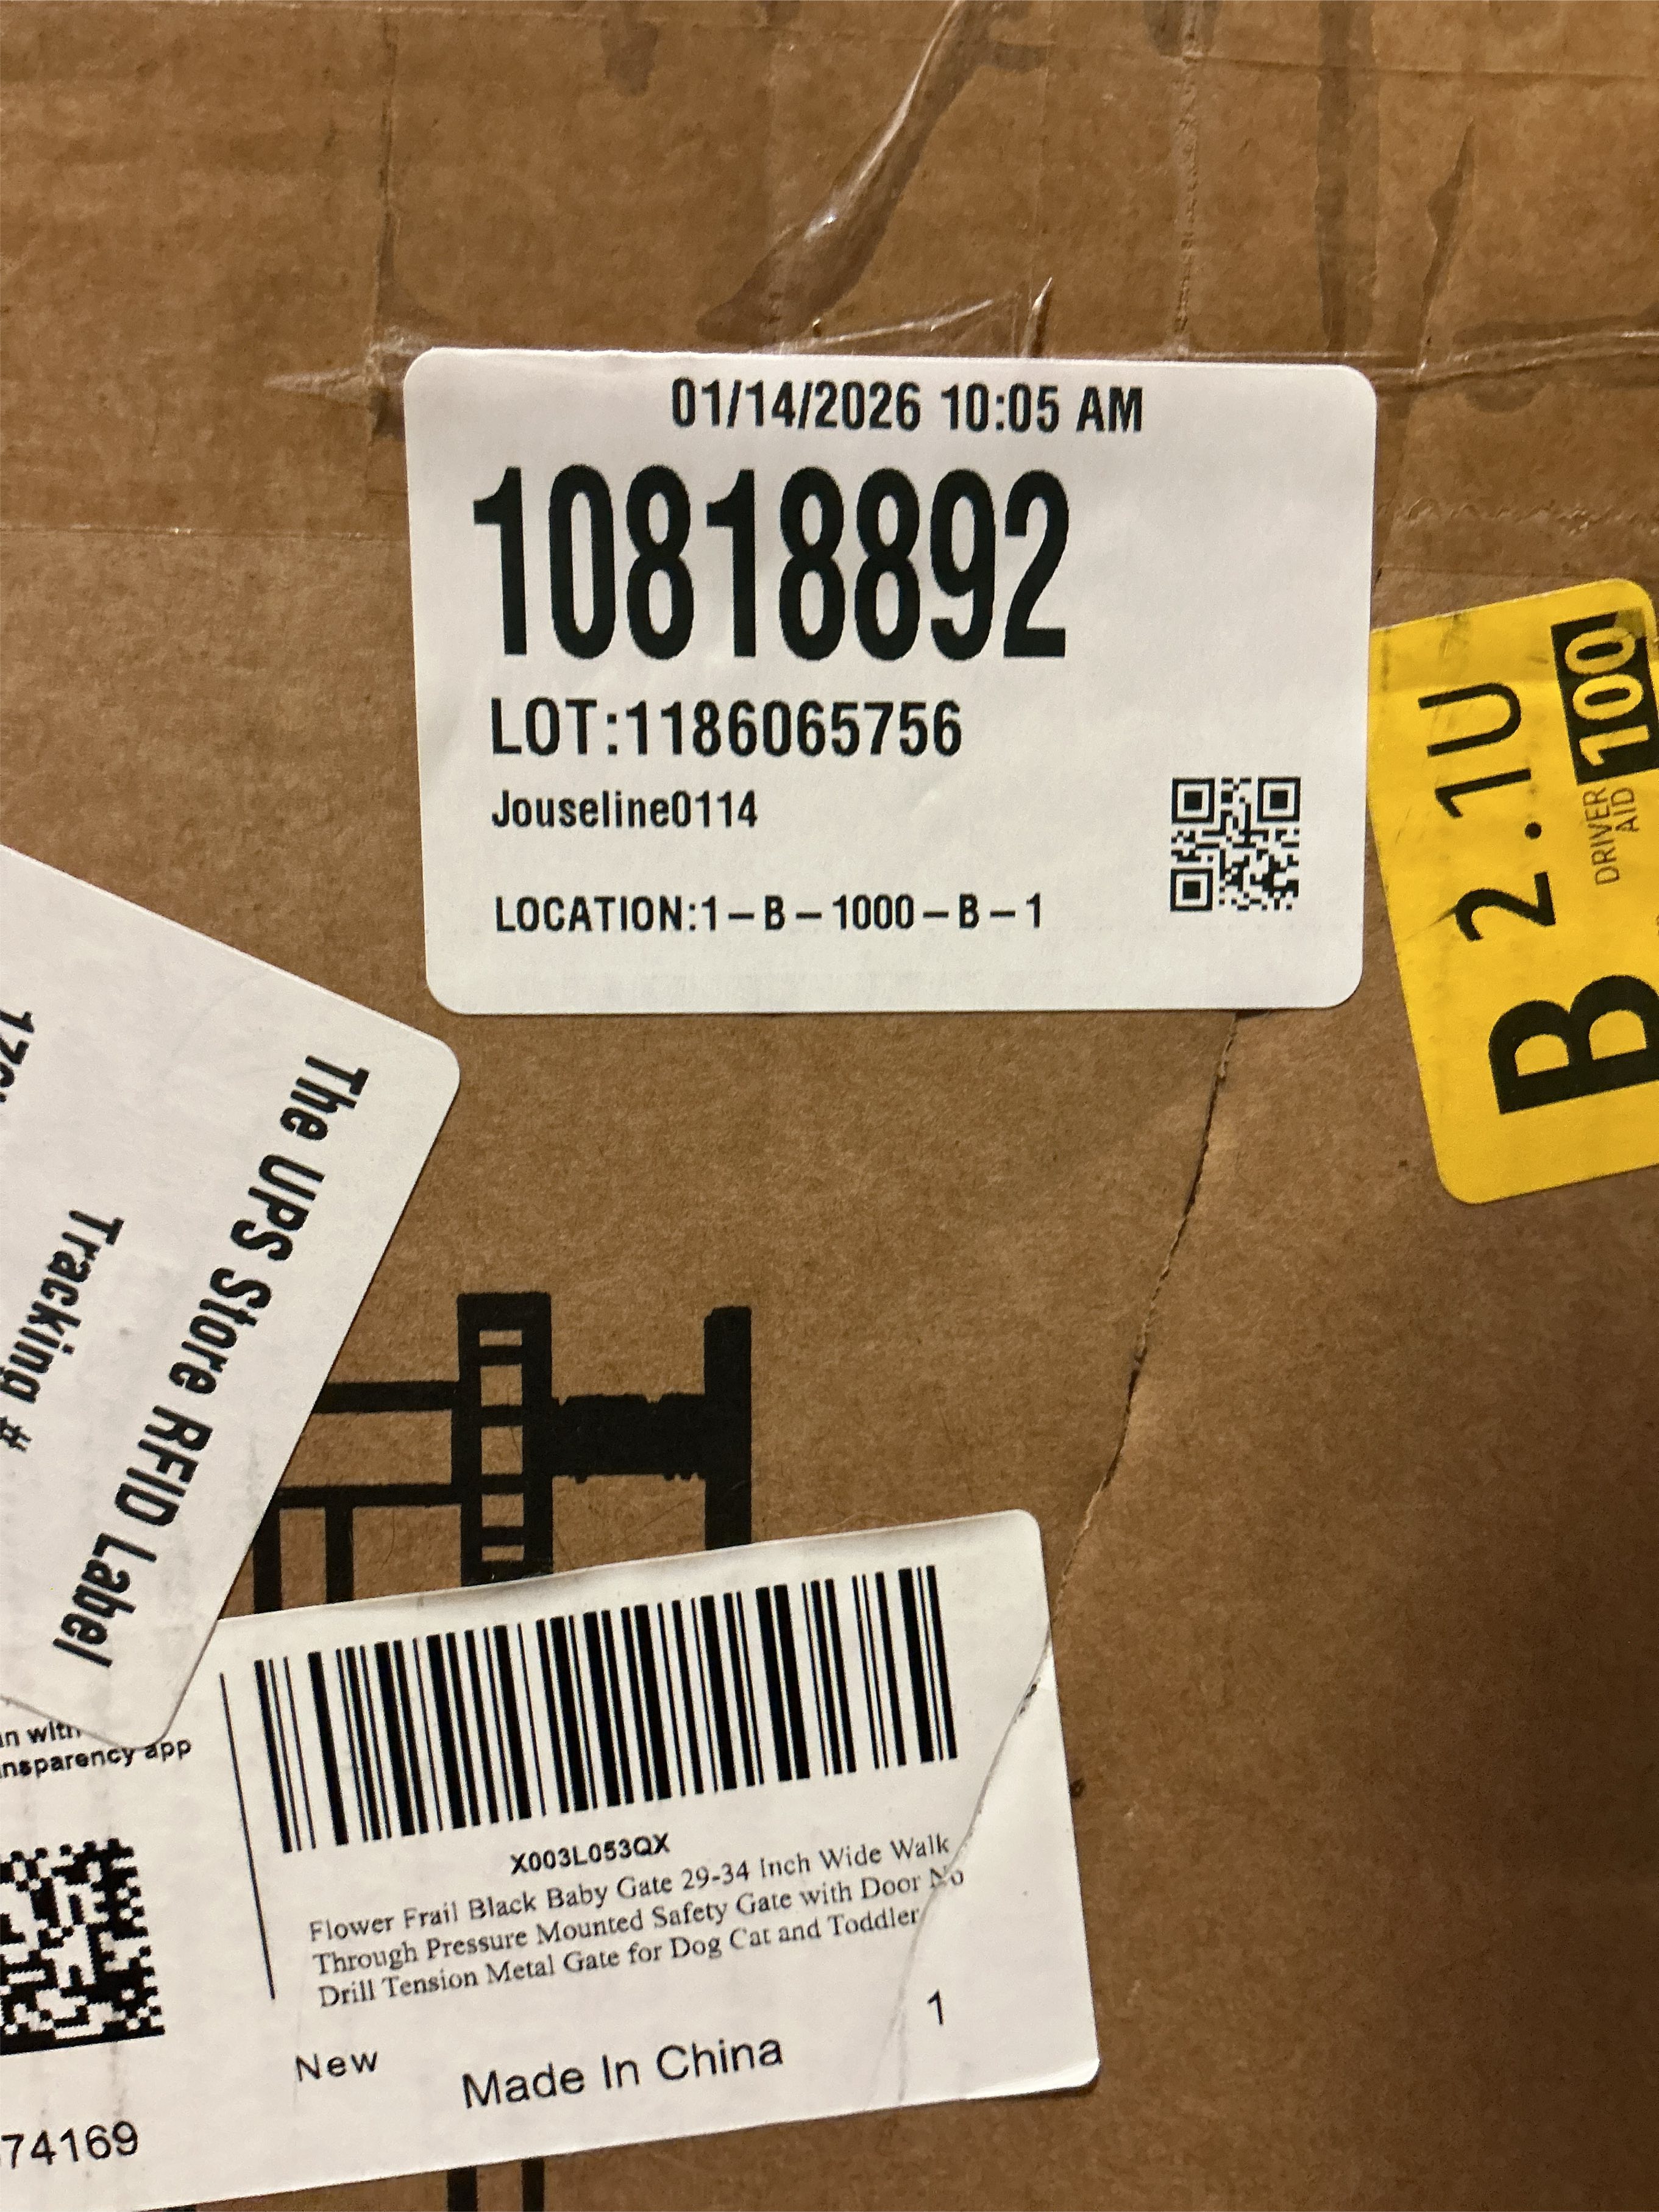 01/14/2026 10:05 AM
10818892
LOT:1186065756
Jouseline0114
LOCATION:1-B-1000-B-1
B 2.1U
DRIVER
AID
100
The UPS Store RFID Label
Tracking #
app
X003L053QX
Flower Frail Black Baby Gate 29-34 Inch Wide Walk
Through Pressure Mounted Safety Gate with Door No
Drill Tension Metal Gate for Dog Cat and Toddler
New
1
Made In China
74169